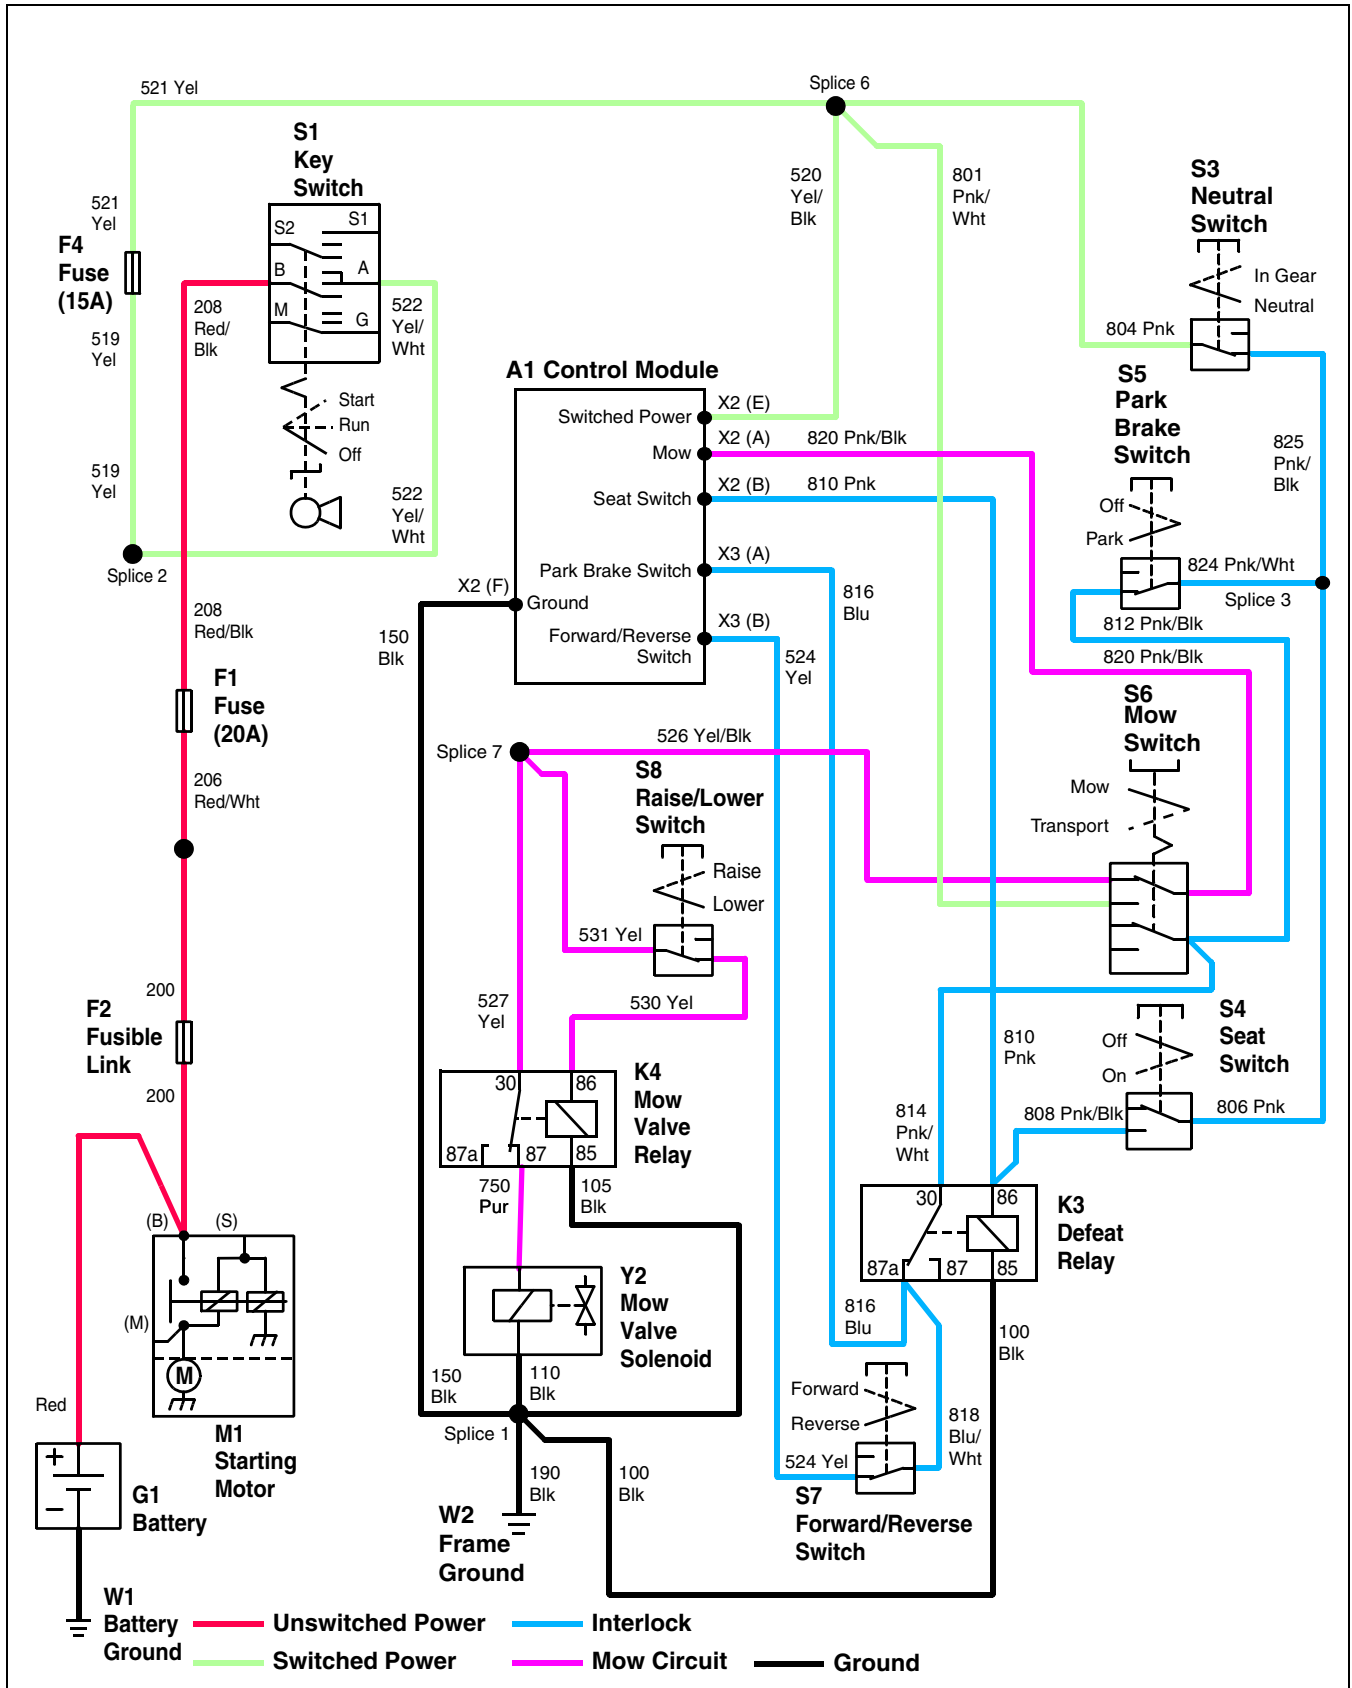 521 Yel
Splice 6
S1
Key
Switch
S2
S1
B
A
M
G
521
Yel
F4
Fuse
(15A)
519
Yel
208
Red/
Blk
522
Yel/
Wht
Start
Run
Off
519
Yel
522
Yel/
Wht
Splice 2
520
Yel/
Blk
801
Pnk/
Wht
S3
Neutral
Switch
In Gear
Neutral
804 Pnk
A1 Control Module
Switched Power
X2 (E)
Mow
X2 (A)
820 Pnk/Blk
Seat Switch
X2 (B)
810 Pnk
Park Brake Switch
X3 (A)
816
Blu
X2 (F)
Ground
Forward/Reverse
Switch
X3 (B)
524
Yel
150
Blk
S5
Park
Brake
Switch
Off
Park
825
Pnk/
Blk
824 Pnk/Wht
Splice 3
812 Pnk/Blk
820 Pnk/Blk
208
Red/Blk
F1
Fuse
(20A)
206
Red/Wht
Splice 7
526 Yel/Blk
S8
Raise/Lower
Switch
Raise
Lower
531 Yel
530 Yel
527
Yel
S6
Mow
Switch
Mow
Transport
200
F2
Fusible
Link
200
K4
Mow
Valve
Relay
30
86
87a
87
85
750
Pur
105
Blk
810
Pnk
814
Pnk/
Wht
S4
Seat
Switch
Off
On
808 Pnk/Blk
806 Pnk
K3
Defeat
Relay
30
86
87a
87
85
(B)
(S)
(M)
M
M1
Starting
Motor
Y2
Mow
Valve
Solenoid
816
Blu
100
Blk
150
Blk
110
Blk
Splice 1
Forward
Reverse
818
Blu/
Wht
524 Yel
S7
Forward/Reverse
Switch
Red
+
−
G1
Battery
190
Blk
100
Blk
W2
Frame
Ground
W1
Battery
Ground
Unswitched Power
Interlock
Switched Power
Mow Circuit
Ground